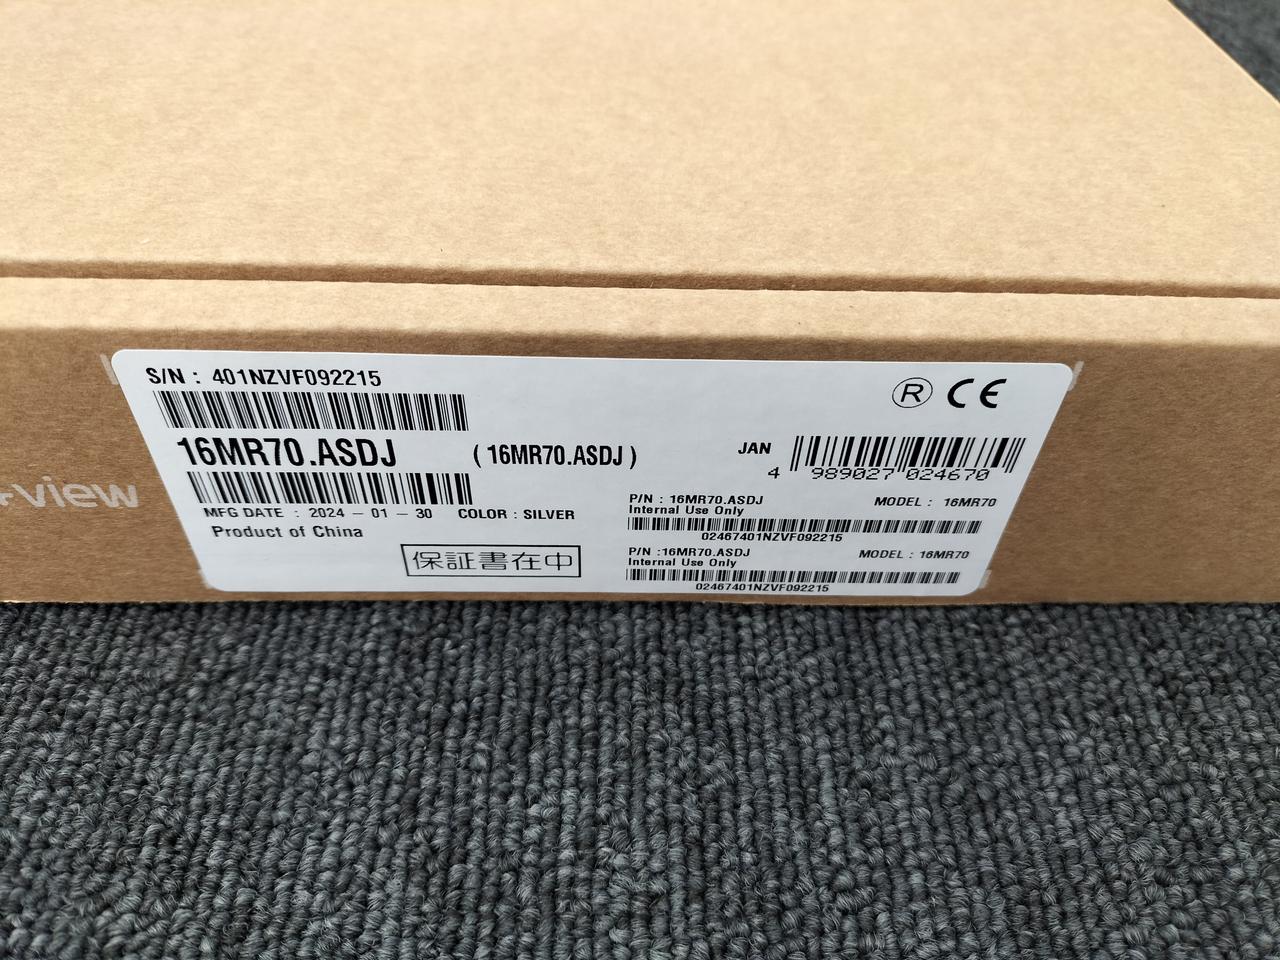 S/N : 401NZVF092215
16MR70.ASDJ (16MR70.ASDJ)
MFG DATE : 2024 - 01 - 30 COLOR : SILVER
Product of China
保証書在中
R CE
JAN
4 989027 024670
P/N : 16MR70.ASDJ MODEL : 16MR70
Internal Use Only
02467401NZVF092215
P/N :16MR70.ASDJ MODEL : 16MR70
Internal Use Only
02467401NZVF092215
+view